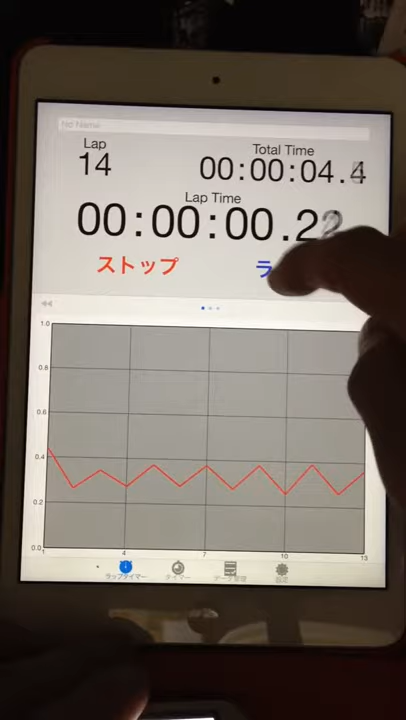 No Name
Lap
Total Time
14
00:00:04.4
Lap Time
00:00:00.22
ストップ
ラ
1.0
0.8
0.6
0.4
0.2
0.0
1
4
7
10
13
ラップタイマー
タイマー
データ管理
設定